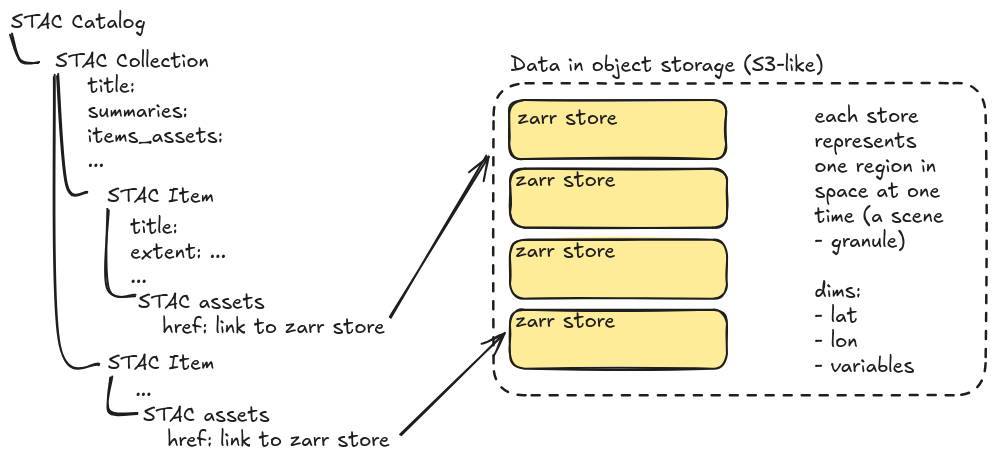 STAC Catalog
STAC Collection
title:
summaries:
items_assets:
...
STAC Item
title:
extent: ...
...
STAC assets
href: link to zarr store
STAC Item
...
STAC assets
href: link to zarr store
Data in object storage (S3-like)
zarr store
zarr store
zarr store
zarr store
each store
represents
one region in
space at one
time (a scene
- granule)
dims:
- lat
- lon
- variables